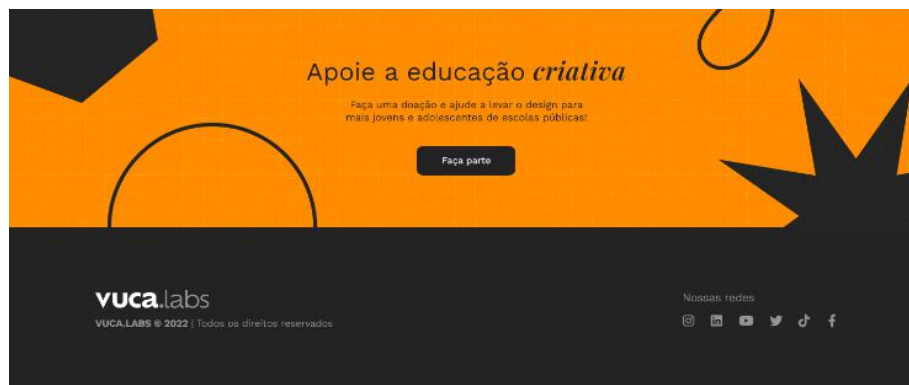 Apoie a educação criativa
Faça uma doação e ajude a levar o design para
mais jovens e adolescentes de escolas públicas!
Faça parte
vuca.labs
VUCA.LABS © 2022 | Todos os direitos reservados
Nossas redes